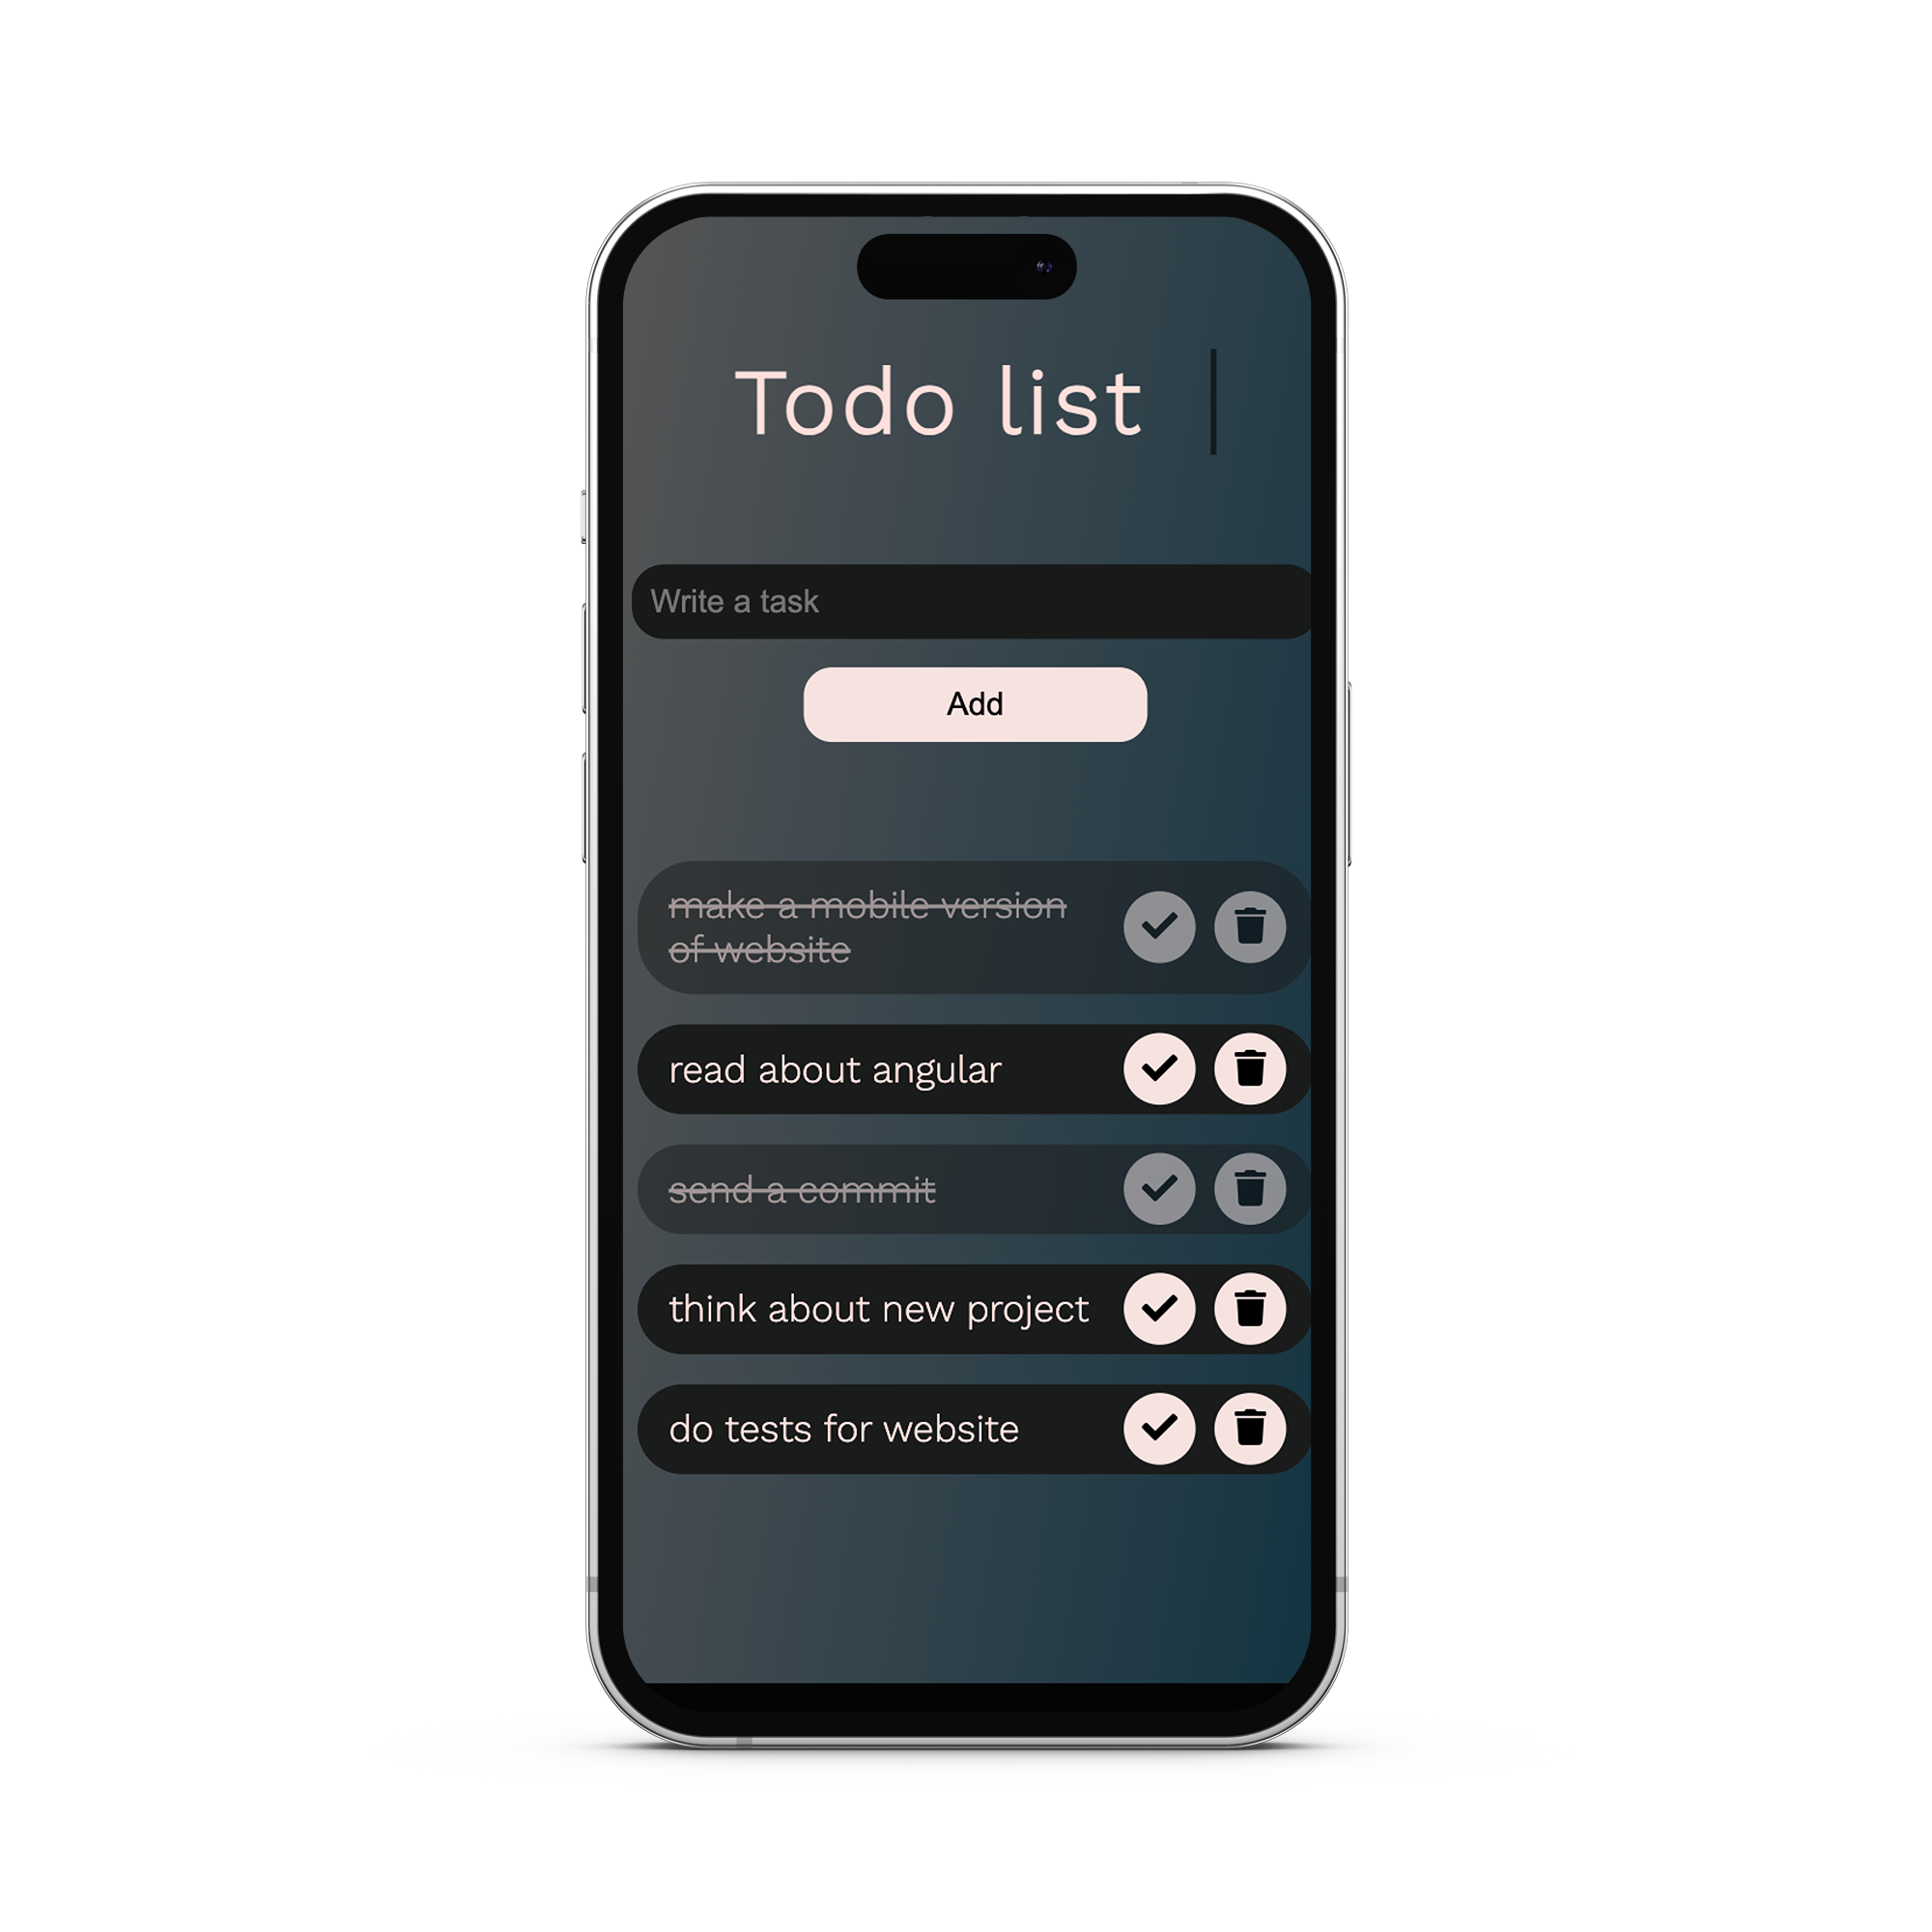 Todo list
Write a task
Add
make a mobile version
of website
read about angular
send a commit
think about new project
do tests for website